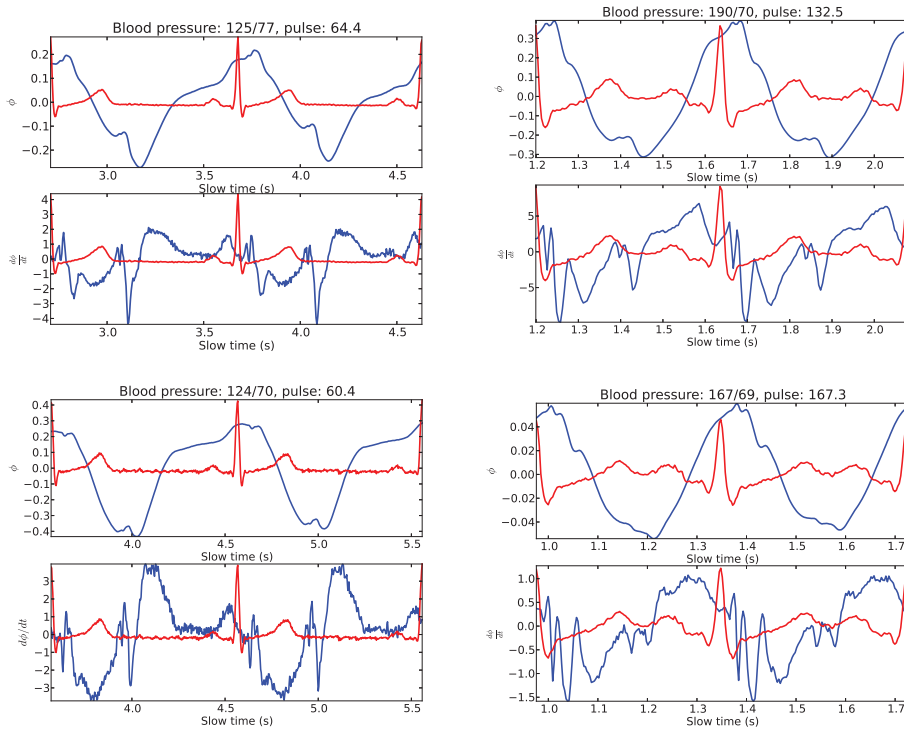 Blood pressure: 125/77, pulse: 64.4
0.2
0.1
0.0
−0.1
−0.2
ϕ
3.0 3.5 4.0 4.5
Slow time (s)
4
3
2
1
0
−1
−2
−3
−4
dϕ/dt
3.0 3.5 4.0 4.5
Slow time (s)
Blood pressure: 190/70, pulse: 132.5
0.3
0.2
0.1
0.0
−0.1
−0.2
−0.3
ϕ
1.2 1.3 1.4 1.5 1.6 1.7 1.8 1.9 2.0
Slow time (s)
5
0
−5
dϕ/dt
1.2 1.3 1.4 1.5 1.6 1.7 1.8 1.9 2.0
Slow time (s)
Blood pressure: 124/70, pulse: 60.4
0.4
0.3
0.2
0.1
0.0
−0.1
−0.2
−0.3
−0.4
ϕ
4.0 4.5 5.0 5.5
Slow time (s)
3
2
1
0
−1
−2
−3
dϕ/dt
4.0 4.5 5.0 5.5
Slow time (s)
Blood pressure: 167/69, pulse: 167.3
0.04
0.02
0.00
−0.02
−0.04
ϕ
1.0 1.1 1.2 1.3 1.4 1.5 1.6 1.7
Slow time (s)
1.0
0.5
0.0
−0.5
−1.0
−1.5
dϕ/dt
1.0 1.1 1.2 1.3 1.4 1.5 1.6 1.7
Slow time (s)